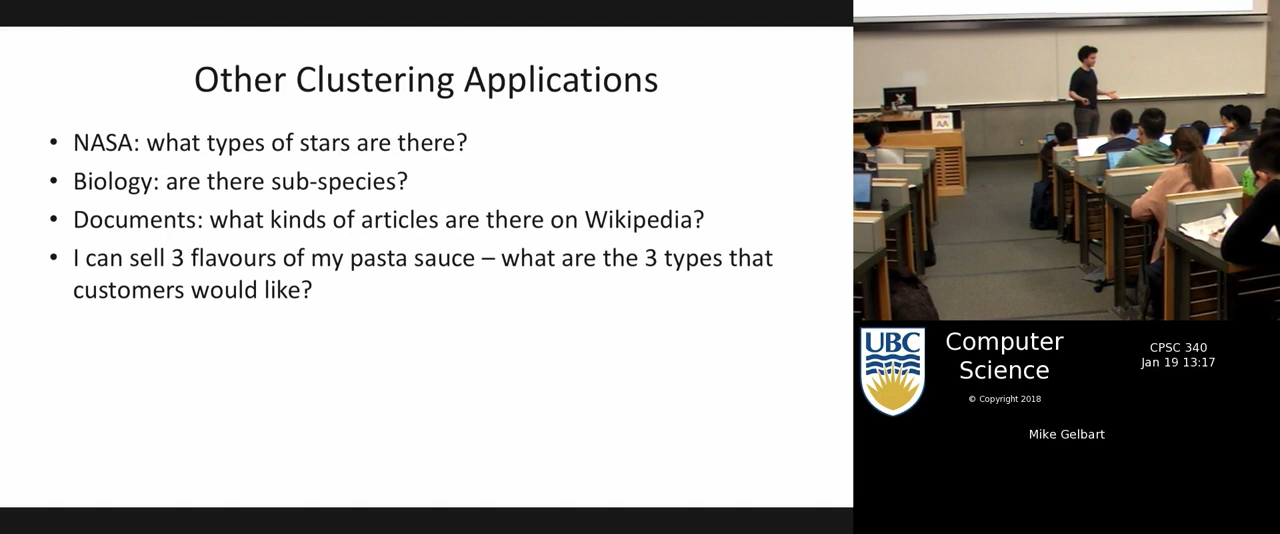 Other Clustering Applications
• NASA: what types of stars are there?
• Biology: are there sub-species?
• Documents: what kinds of articles are there on Wikipedia?
• I can sell 3 flavours of my pasta sauce – what are the 3 types that
customers would like?
UBC
Computer
Science
© Copyright 2018
CPSC 340
Jan 19 13:17
Mike Gelbart